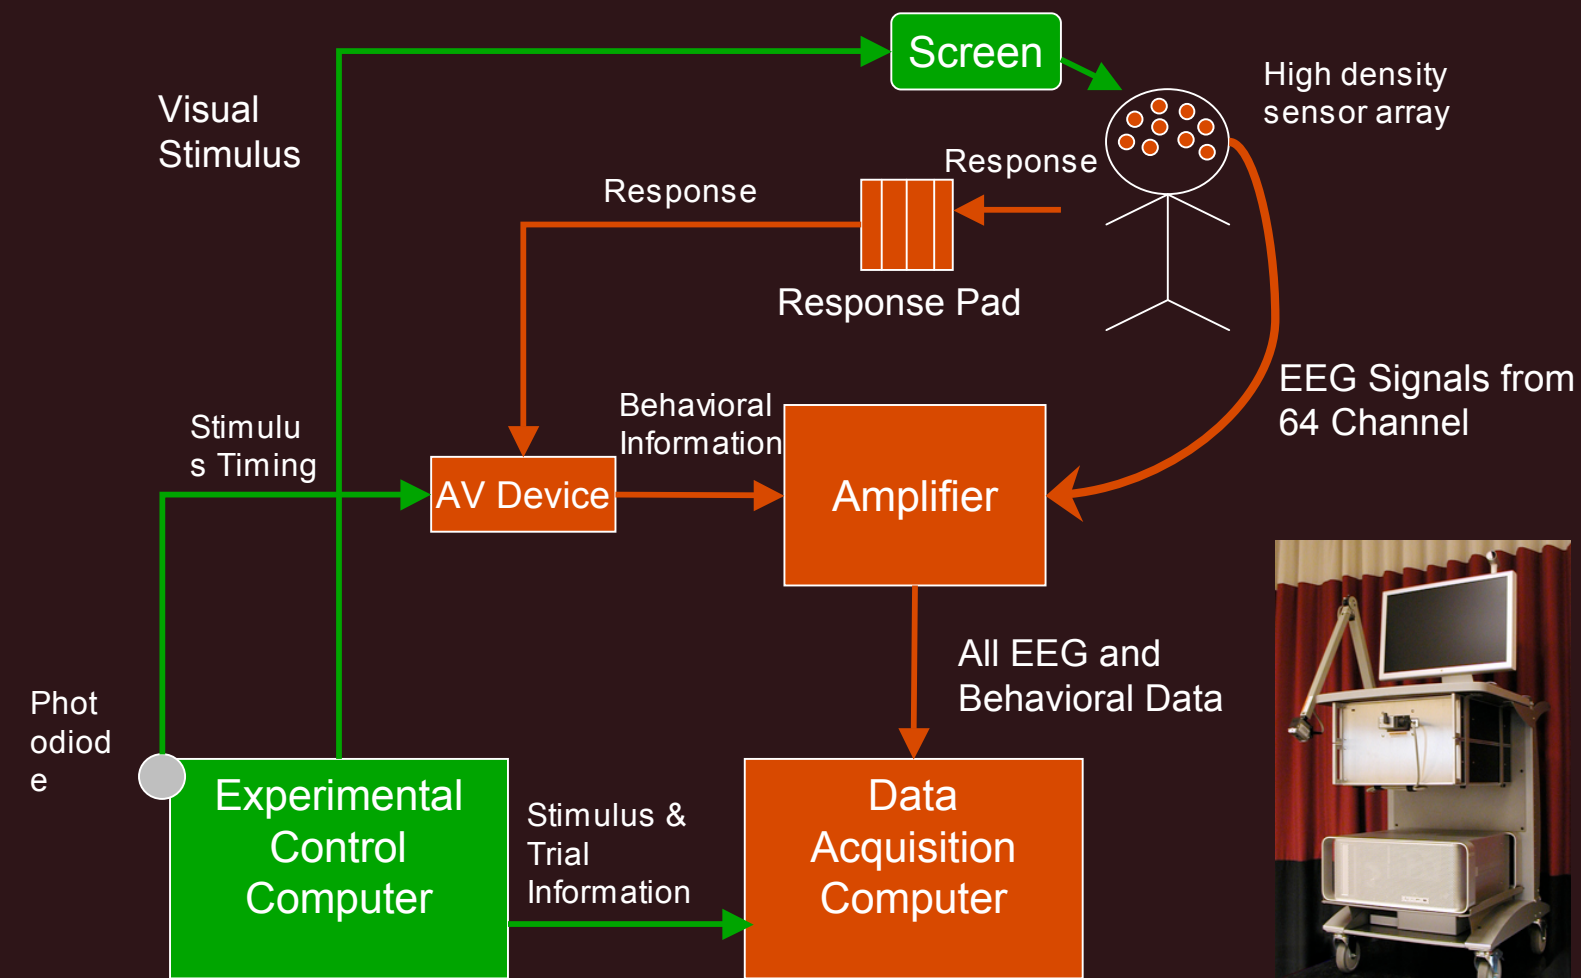 Screen
High density
sensor array
Visual
Stimulus
Response
Response
Response Pad
EEG Signals from
64 Channel
Behavioral
Information
Stimulu
s Timing
AV Device
Amplifier
All EEG and
Behavioral Data
Phot
odiod
e
Experimental
Control
Computer
Stimulus &
Trial
Information
Data
Acquisition
Computer